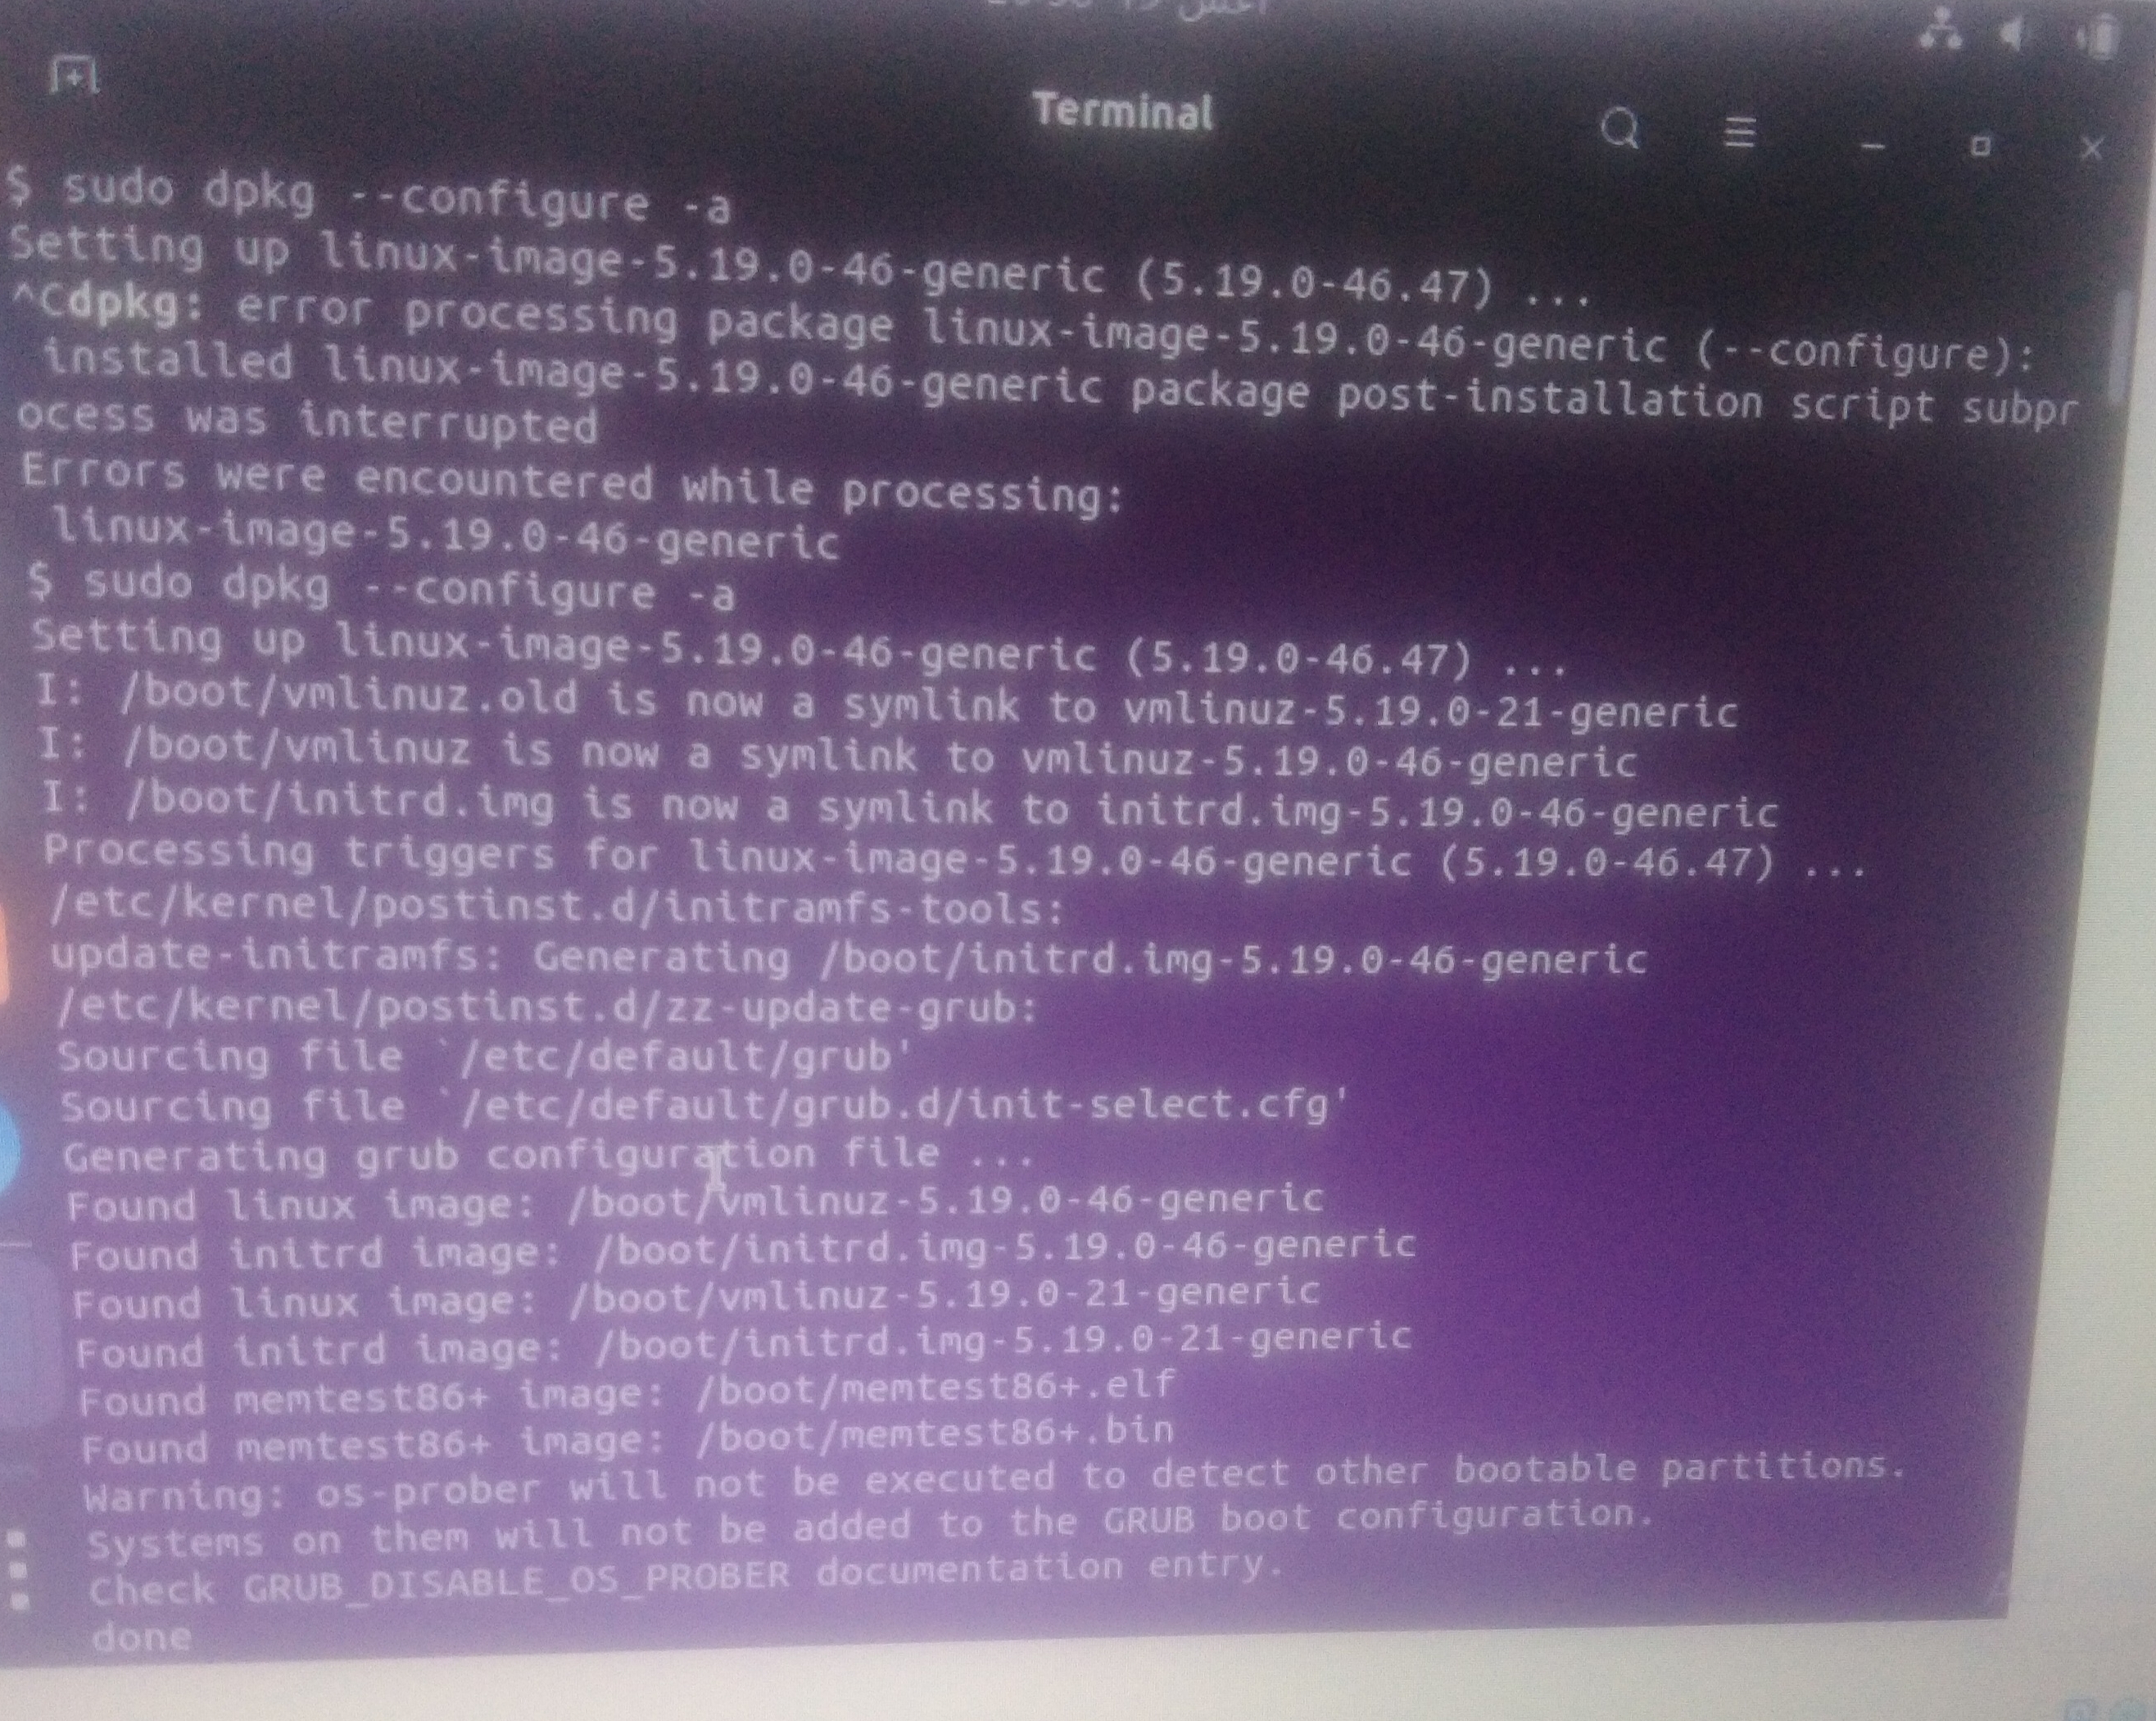 Terminal
$ sudo dpkg --configure -a
Setting up linux-image-5.19.0-46-generic (5.19.0-46.47) ...
^Cdpkg: error processing package linux-image-5.19.0-46-generic (--configure):
installed linux-image-5.19.0-46-generic package post-installation script subpr
ocess was interrupted
Errors were encountered while processing:
linux-image-5.19.0-46-generic
$ sudo dpkg --configure -a
Setting up linux-image-5.19.0-46-generic (5.19.0-46.47) ...
I: /boot/vmlinuz.old is now a symlink to vmlinuz-5.19.0-21-generic
I: /boot/vmlinuz is now a symlink to vmlinuz-5.19.0-46-generic
I: /boot/initrd.img is now a symlink to initrd.img-5.19.0-46-generic
Processing triggers for linux-image-5.19.0-46-generic (5.19.0-46.47) ...
/etc/kernel/postinst.d/initramfs-tools:
update-initramfs: Generating /boot/initrd.img-5.19.0-46-generic
/etc/kernel/postinst.d/zz-update-grub:
Sourcing file `/etc/default/grub'
Sourcing file `/etc/default/grub.d/init-select.cfg'
Generating grub configuration file ...
Found linux image: /boot/vmlinuz-5.19.0-46-generic
Found initrd image: /boot/initrd.img-5.19.0-46-generic
Found linux image: /boot/vmlinuz-5.19.0-21-generic
Found initrd image: /boot/initrd.img-5.19.0-21-generic
Found memtest86+ image: /boot/memtest86+.elf
Found memtest86+ image: /boot/memtest86+.bin
Warning: os-prober will not be executed to detect other bootable partitions.
Systems on them will not be added to the GRUB boot configuration.
Check GRUB_DISABLE_OS_PROBER documentation entry.
done